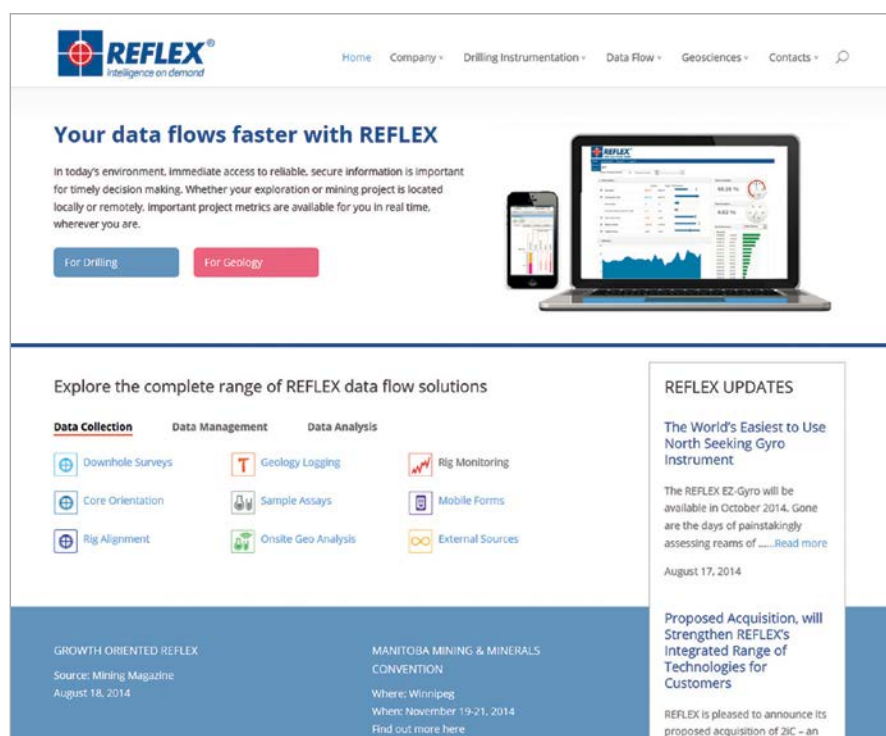 REFLEX®
Intelligence on demand
Home Company Drilling Instrumentation Data Flow Geosciences Contacts
Your data flows faster with REFLEX
In today's environment, immediate access to reliable, secure information is important
for timely decision making. Whether your exploration or mining project is located
locally or remotely, important project metrics are available for you in real time,
wherever you are.
For Drilling
For Geology
REFLEX
Explore the complete range of REFLEX data flow solutions
Data Collection Data Management Data Analysis
Downhole Surveys
Geology Logging
Rig Monitoring
Core Orientation
Sample Assays
Mobile Forms
Rig Alignment
Onsite Geo Analysis
External Sources
REFLEX UPDATES
The World's Easiest to Use
North Seeking Gyro
Instrument
The REFLEX EZ-Gyro will be
available in October 2014. Gone
are the days of painstakingly
assessing reams of ......Read more
August 17, 2014
Proposed Acquisition, will
Strengthen REFLEX's
Integrated Range of
Technologies for
Customers
REFLEX is pleased to announce its
proposed acquisition of 2iC – an
GROWTH ORIENTED REFLEX
Source: Mining Magazine
August 18, 2014
MANITOBA MINING & MINERALS
CONVENTION
Where: Winnipeg
When: November 19-21, 2014
Find out more here